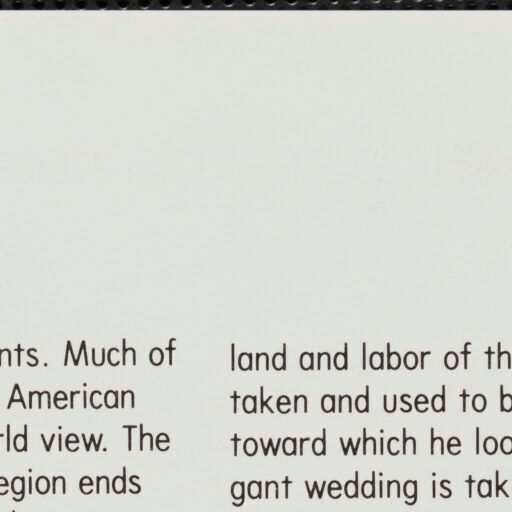 nts. Much of
American
rld view. The
egion ends
land and labor of th
taken and used to b
toward which he loo
gant wedding is tak